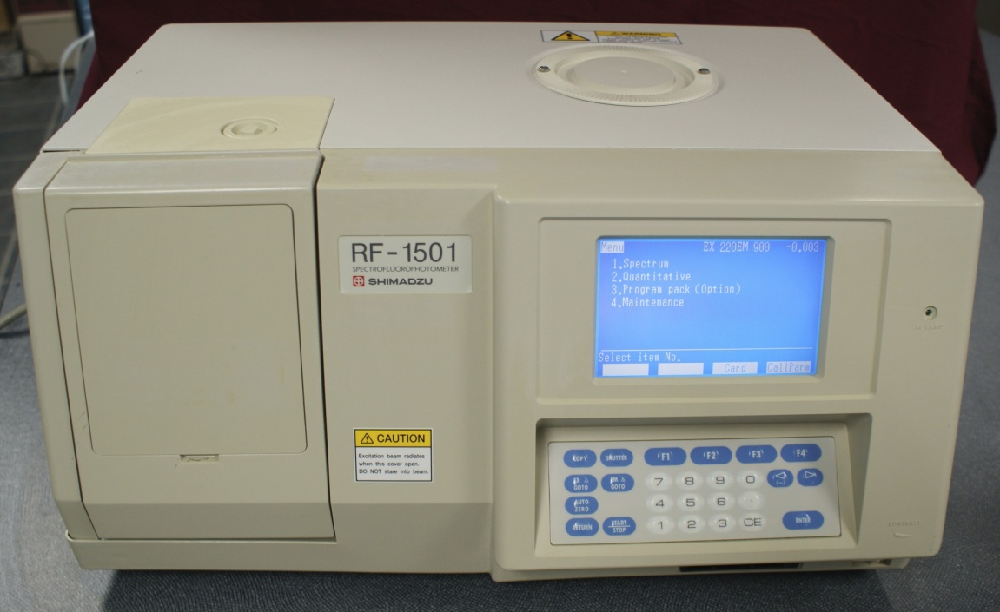 WARNING
RF-1501
SPECTROFLUOROPHOTOMETER
SHIMADZU
Menu EX 220EM 900 -0.003
1.Spectrum
2.Quantitative
3.Program pack(Option)
4.Maintenance
Select item No.
Card CallParm
CAUTION
Excitation beam radiates
when this cover open.
DO NOT stare into beam.
COPY SHUTTER F1 F2 F3 F4
EX λ GOTO EM λ GOTO 7 8 9 0 (-)
AUTO ZERO 4 5 6 .
RETURN START STOP 1 2 3 CE ENTER
CONTRAST